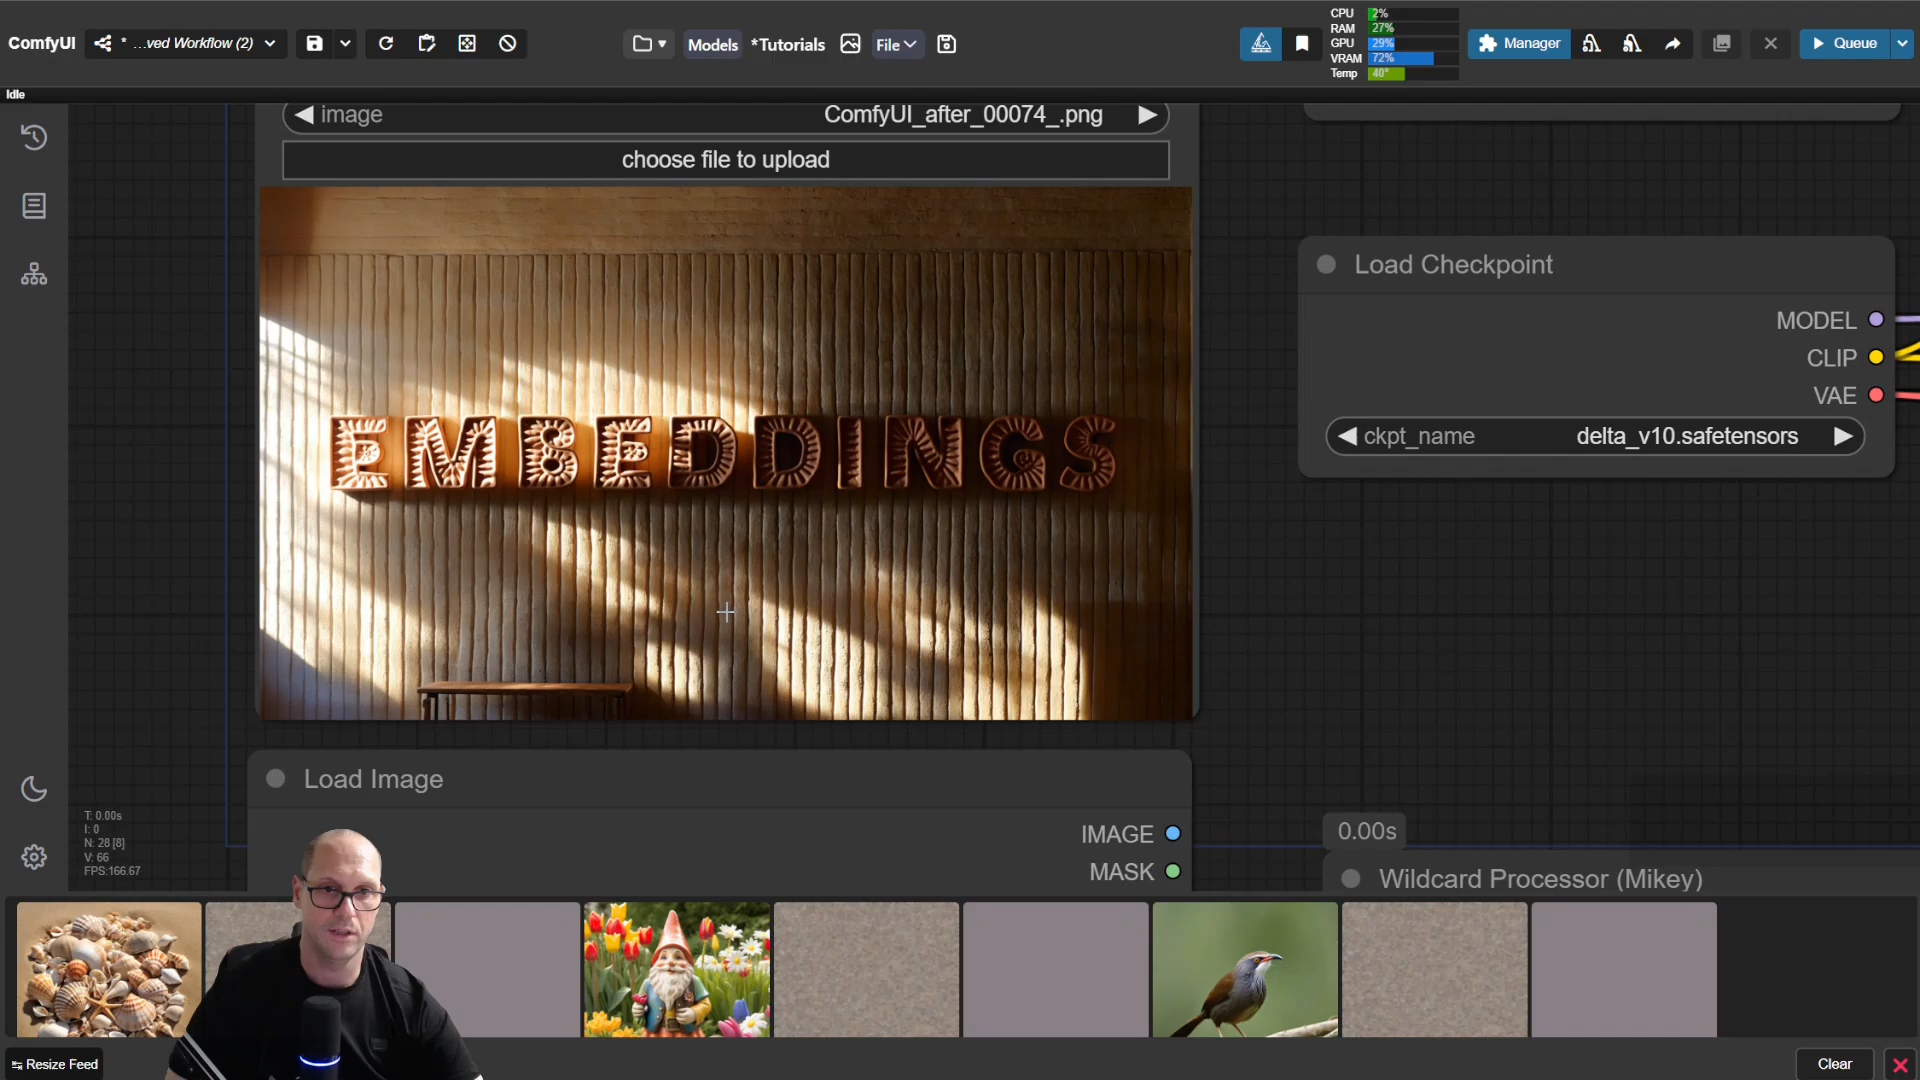 ComfyUI
* ...ved Workflow (2)
Models
*Tutorials
File
CPU 2%
RAM 27%
GPU 29%
VRAM 72%
Temp 40°
Manager
Queue
Idle
image ComfyUI_after_00074_.png
choose file to upload
EMBEDDINGS
Load Checkpoint
MODEL
CLIP
VAE
ckpt_name delta_v10.safetensors
Load Image
IMAGE
MASK
0.00s
Wildcard Processor (Mikey)
T: 0.00s
I: 0
N: 28 [8]
V: 66
FPS:166.67
Resize Feed
Clear